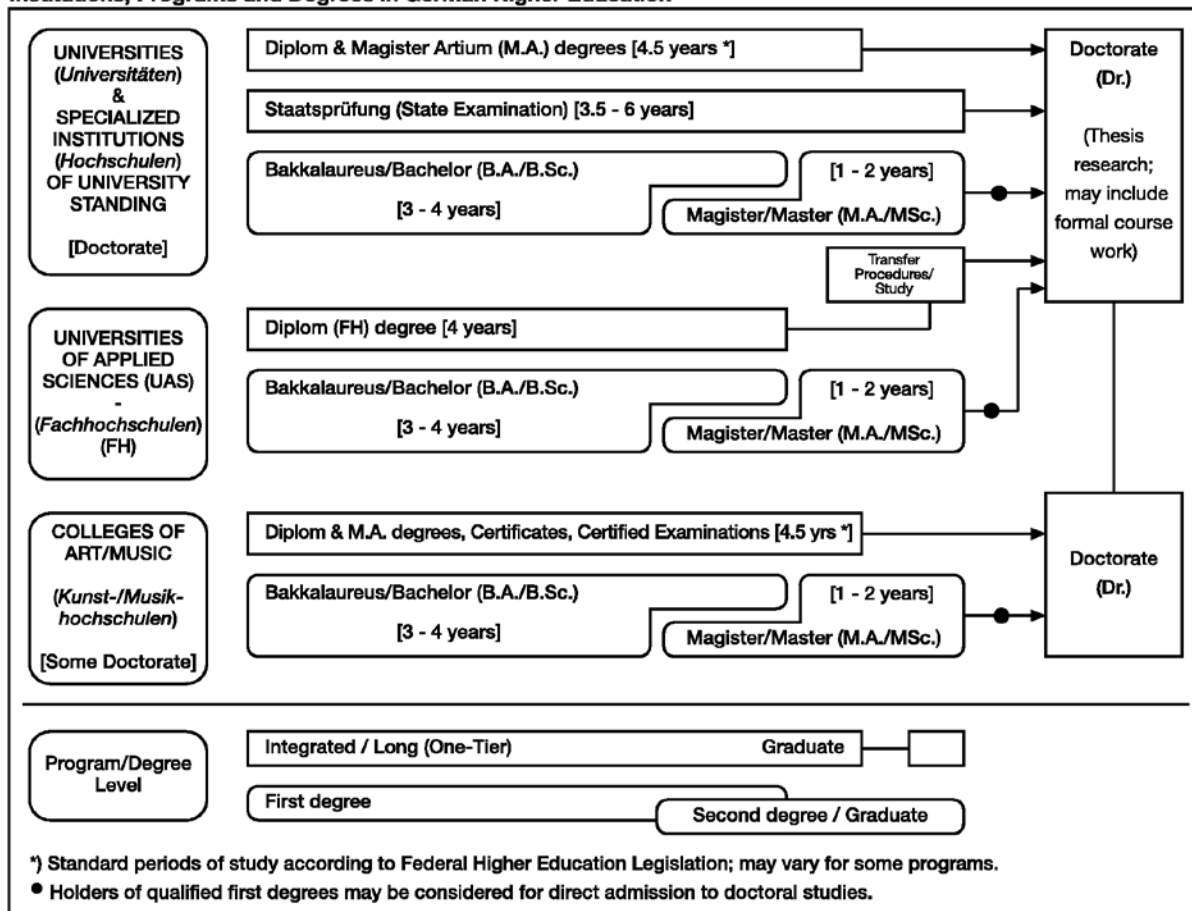 Institutions, Programs and Degrees in German Higher Education
UNIVERSITIES
(Universitäten)
&
SPECIALIZED
INSTITUTIONS
(Hochschulen)
OF UNIVERSITY
STANDING
[Doctorate]
Diplom & Magister Artium (M.A.) degrees [4.5 years *]
Staatsprüfung (State Examination) [3.5 - 6 years]
Bakkalaureus/Bachelor (B.A./B.Sc.)
[3 - 4 years]
[1 - 2 years]
Magister/Master (M.A./MSc.)
Transfer
Procedures/
Study
Doctorate
(Dr.)
(Thesis
research;
may include
formal course
work)
UNIVERSITIES
OF APPLIED
SCIENCES (UAS)
-
(Fachhochschulen)
(FH)
Diplom (FH) degree [4 years]
Bakkalaureus/Bachelor (B.A./B.Sc.)
[3 - 4 years]
[1 - 2 years]
Magister/Master (M.A./MSc.)
COLLEGES OF
ART/MUSIC
(Kunst-/Musik-
hochschulen)
[Some Doctorate]
Diplom & M.A. degrees, Certificates, Certified Examinations [4.5 yrs *]
Bakkalaureus/Bachelor (B.A./B.Sc.)
[3 - 4 years]
[1 - 2 years]
Magister/Master (M.A./MSc.)
Doctorate
(Dr.)
Program/Degree
Level
Integrated / Long (One-Tier)
Graduate
First degree
Second degree / Graduate
*) Standard periods of study according to Federal Higher Education Legislation; may vary for some programs.
● Holders of qualified first degrees may be considered for direct admission to doctoral studies.